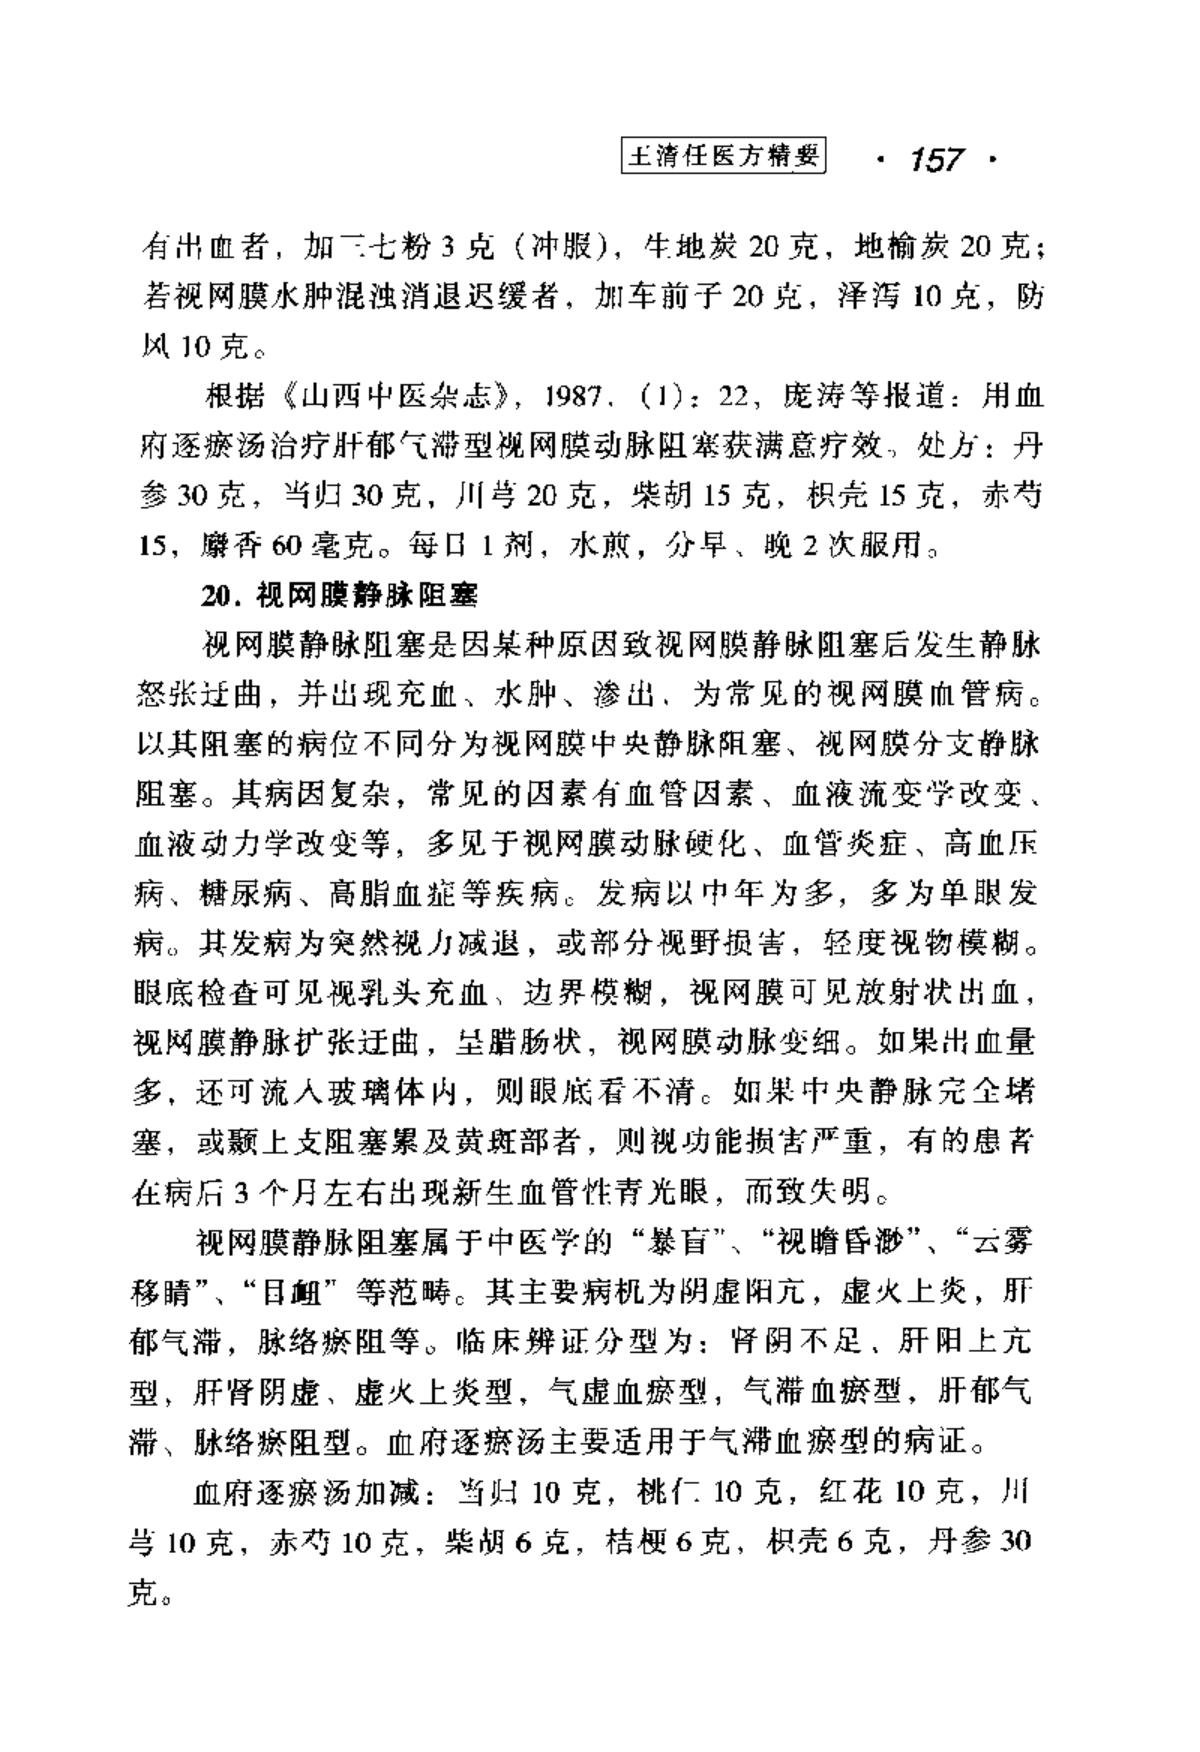 王清任医方精要 · 157 ·
有出血者，加三七粉 3 克（冲服），生地炭 20 克，地榆炭 20 克；
若视网膜水肿混浊消退迟缓者，加车前子 20 克，泽泻 10 克，防
风 10 克。
根据《山西中医杂志》，1987．（1）：22，庞涛等报道：用血
府逐瘀汤治疗肝郁气滞型视网膜动脉阻塞获满意疗效。处方：丹
参 30 克，当归 30 克，川芎 20 克，柴胡 15 克，枳壳 15 克，赤芍
15，麝香 60 毫克。每日 1 剂，水煎，分早、晚 2 次服用。
20．视网膜静脉阻塞
视网膜静脉阻塞是因某种原因致视网膜静脉阻塞后发生静脉
怒张迂曲，并出现充血、水肿、渗出，为常见的视网膜血管病。
以其阻塞的病位不同分为视网膜中央静脉阻塞、视网膜分支静脉
阻塞。其病因复杂，常见的因素有血管因素、血液流变学改变、
血液动力学改变等，多见于视网膜动脉硬化、血管炎症、高血压
病、糖尿病、高脂血症等疾病。发病以中年为多，多为单眼发
病。其发病为突然视力减退，或部分视野损害，轻度视物模糊。
眼底检查可见视乳头充血、边界模糊，视网膜可见放射状出血，
视网膜静脉扩张迂曲，呈腊肠状，视网膜动脉变细。如果出血量
多，还可流入玻璃体内，则眼底看不清。如果中央静脉完全堵
塞，或颞上支阻塞累及黄斑部者，则视功能损害严重，有的患者
在病后 3 个月左右出现新生血管性青光眼，而致失明。
视网膜静脉阻塞属于中医学的“暴盲”、“视瞻昏渺”、“云雾
移睛”、“目衄”等范畴。其主要病机为阴虚阳亢，虚火上炎，肝
郁气滞，脉络瘀阻等。临床辨证分型为：肾阴不足、肝阳上亢
型，肝肾阴虚、虚火上炎型，气虚血瘀型，气滞血瘀型，肝郁气
滞、脉络瘀阻型。血府逐瘀汤主要适用于气滞血瘀型的病证。
血府逐瘀汤加减：当归 10 克，桃仁 10 克，红花 10 克，川
芎 10 克，赤芍 10 克，柴胡 6 克，桔梗 6 克，枳壳 6 克，丹参 30
克。